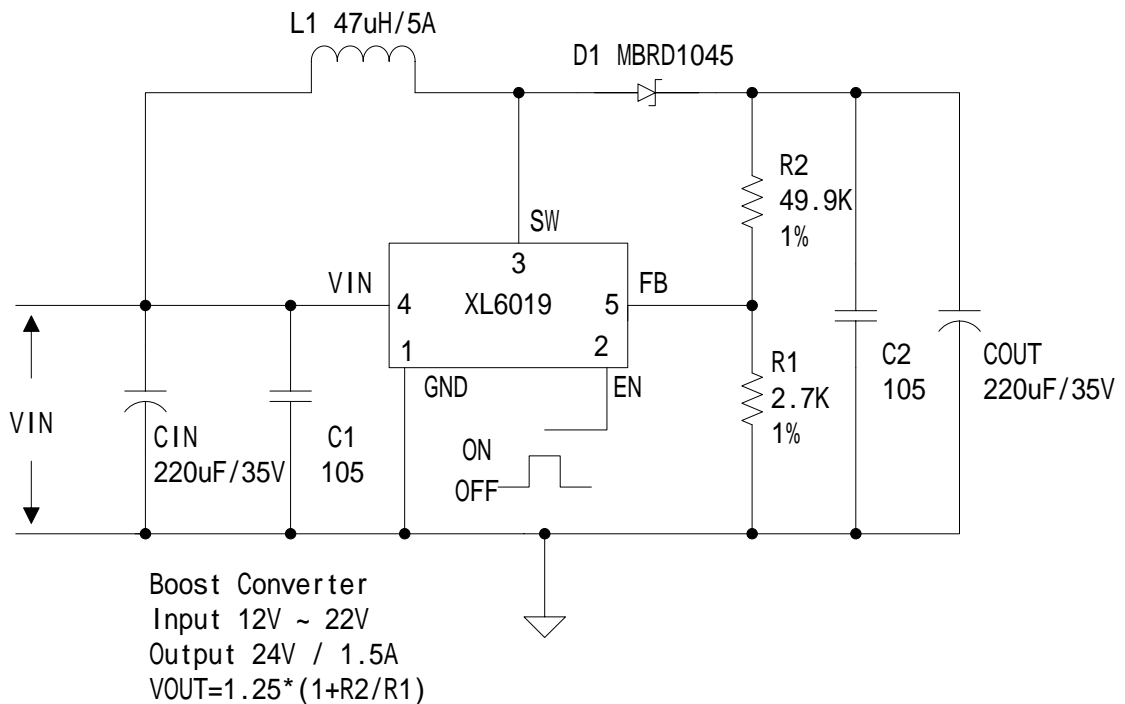 L1 47uH/5A
D1 MBRD1045
R2
49.9K
1%
SW
3
VIN
4
XL6019
5
FB
1
2
GND
EN
R1
2.7K
1%
C2
105
COUT
220uF/35V
VIN
CIN
220uF/35V
C1
105
ON
OFF
Boost Converter
Input 12V ~ 22V
Output 24V / 1.5A
VOUT=1.25*(1+R2/R1)